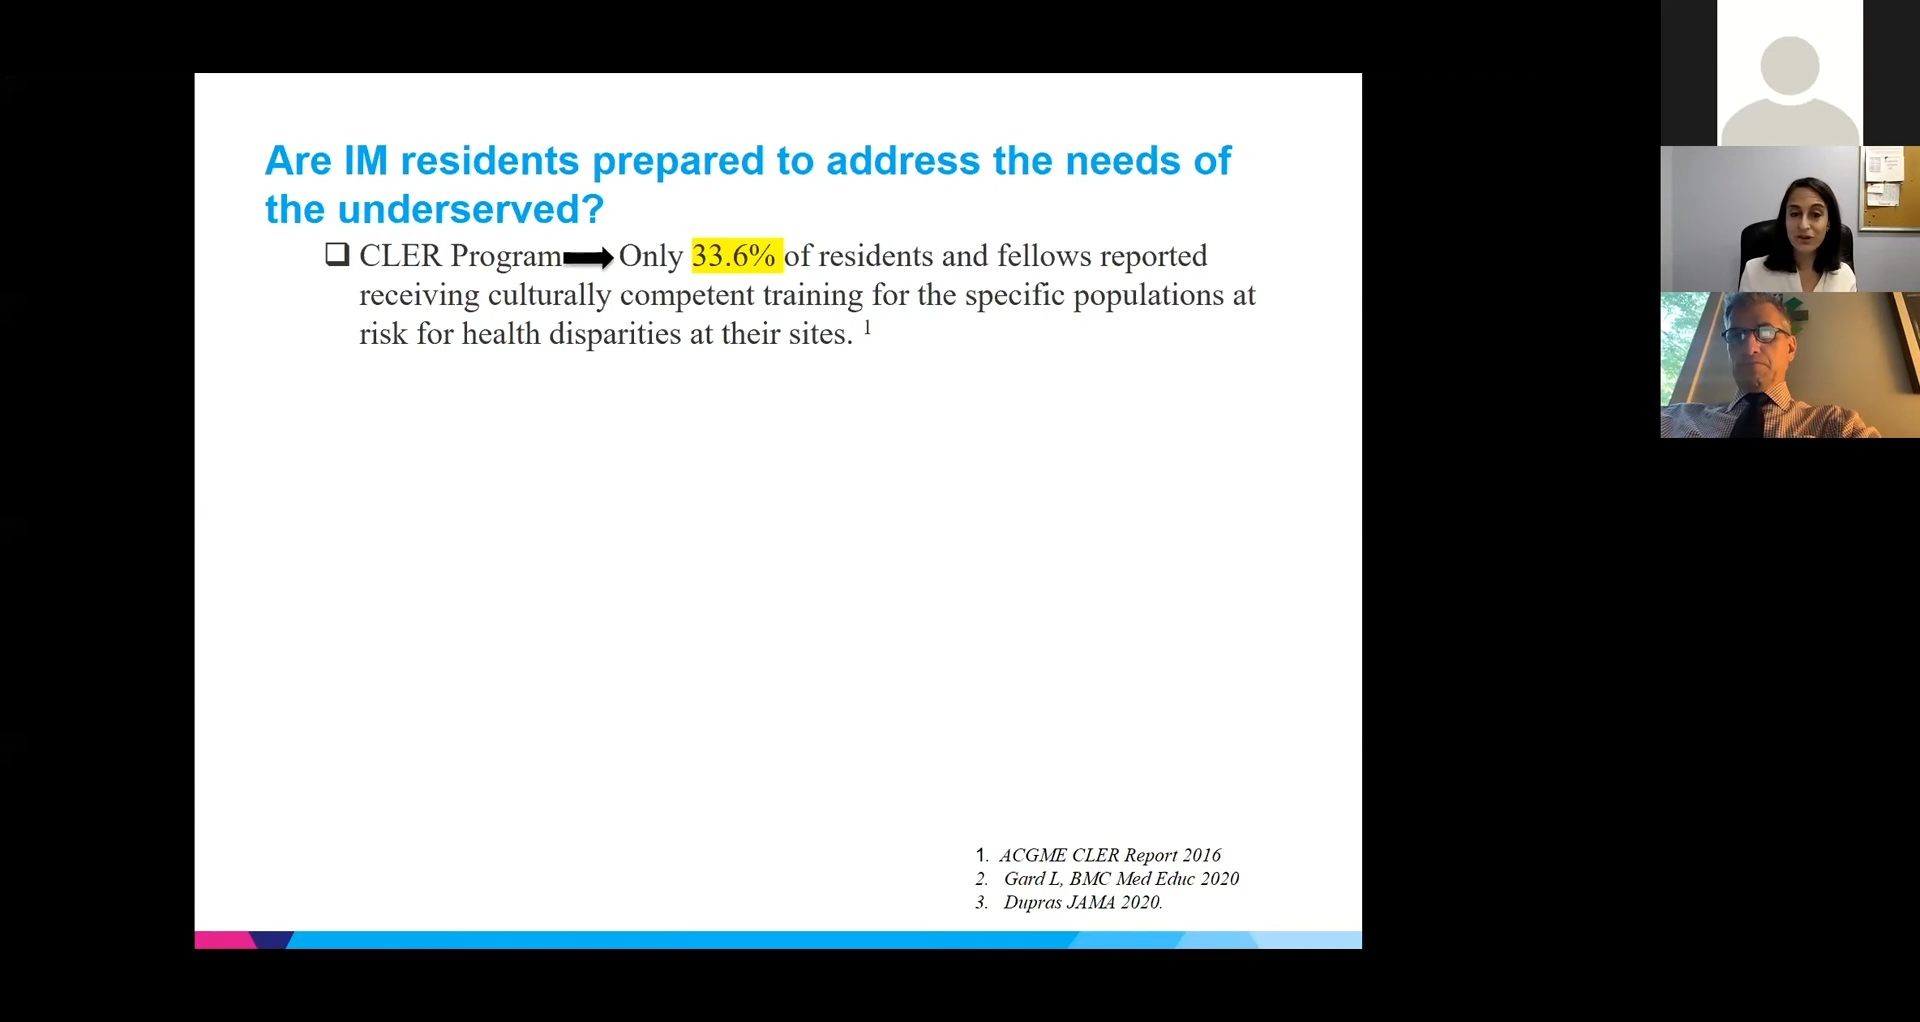 Are IM residents prepared to address the needs of
the underserved?
❑ CLER Program➡Only 33.6% of residents and fellows reported
receiving culturally competent training for the specific populations at
risk for health disparities at their sites. 1
1. ACGME CLER Report 2016
2. Gard L, BMC Med Educ 2020
3. Dupras JAMA 2020.